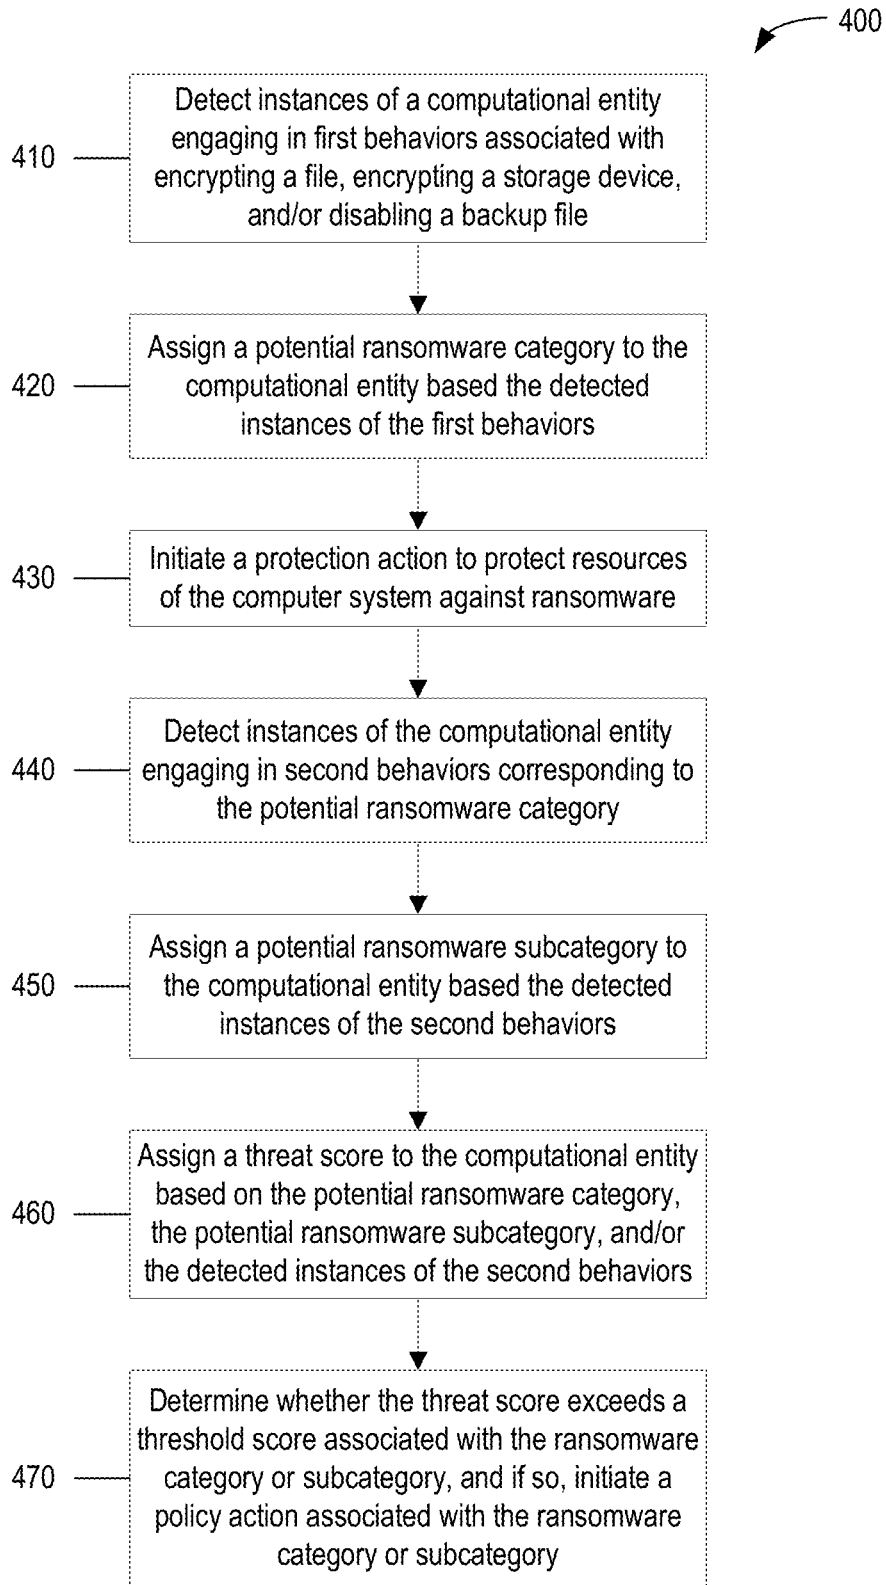 400
410
Detect instances of a computational entity
engaging in first behaviors associated with
encrypting a file, encrypting a storage device,
and/or disabling a backup file
420
Assign a potential ransomware category to the
computational entity based the detected
instances of the first behaviors
430
Initiate a protection action to protect resources
of the computer system against ransomware
440
Detect instances of the computational entity
engaging in second behaviors corresponding to
the potential ransomware category
450
Assign a potential ransomware subcategory to
the computational entity based the detected
instances of the second behaviors
460
Assign a threat score to the computational entity
based on the potential ransomware category,
the potential ransomware subcategory, and/or
the detected instances of the second behaviors
470
Determine whether the threat score exceeds a
threshold score associated with the ransomware
category or subcategory, and if so, initiate a
policy action associated with the ransomware
category or subcategory